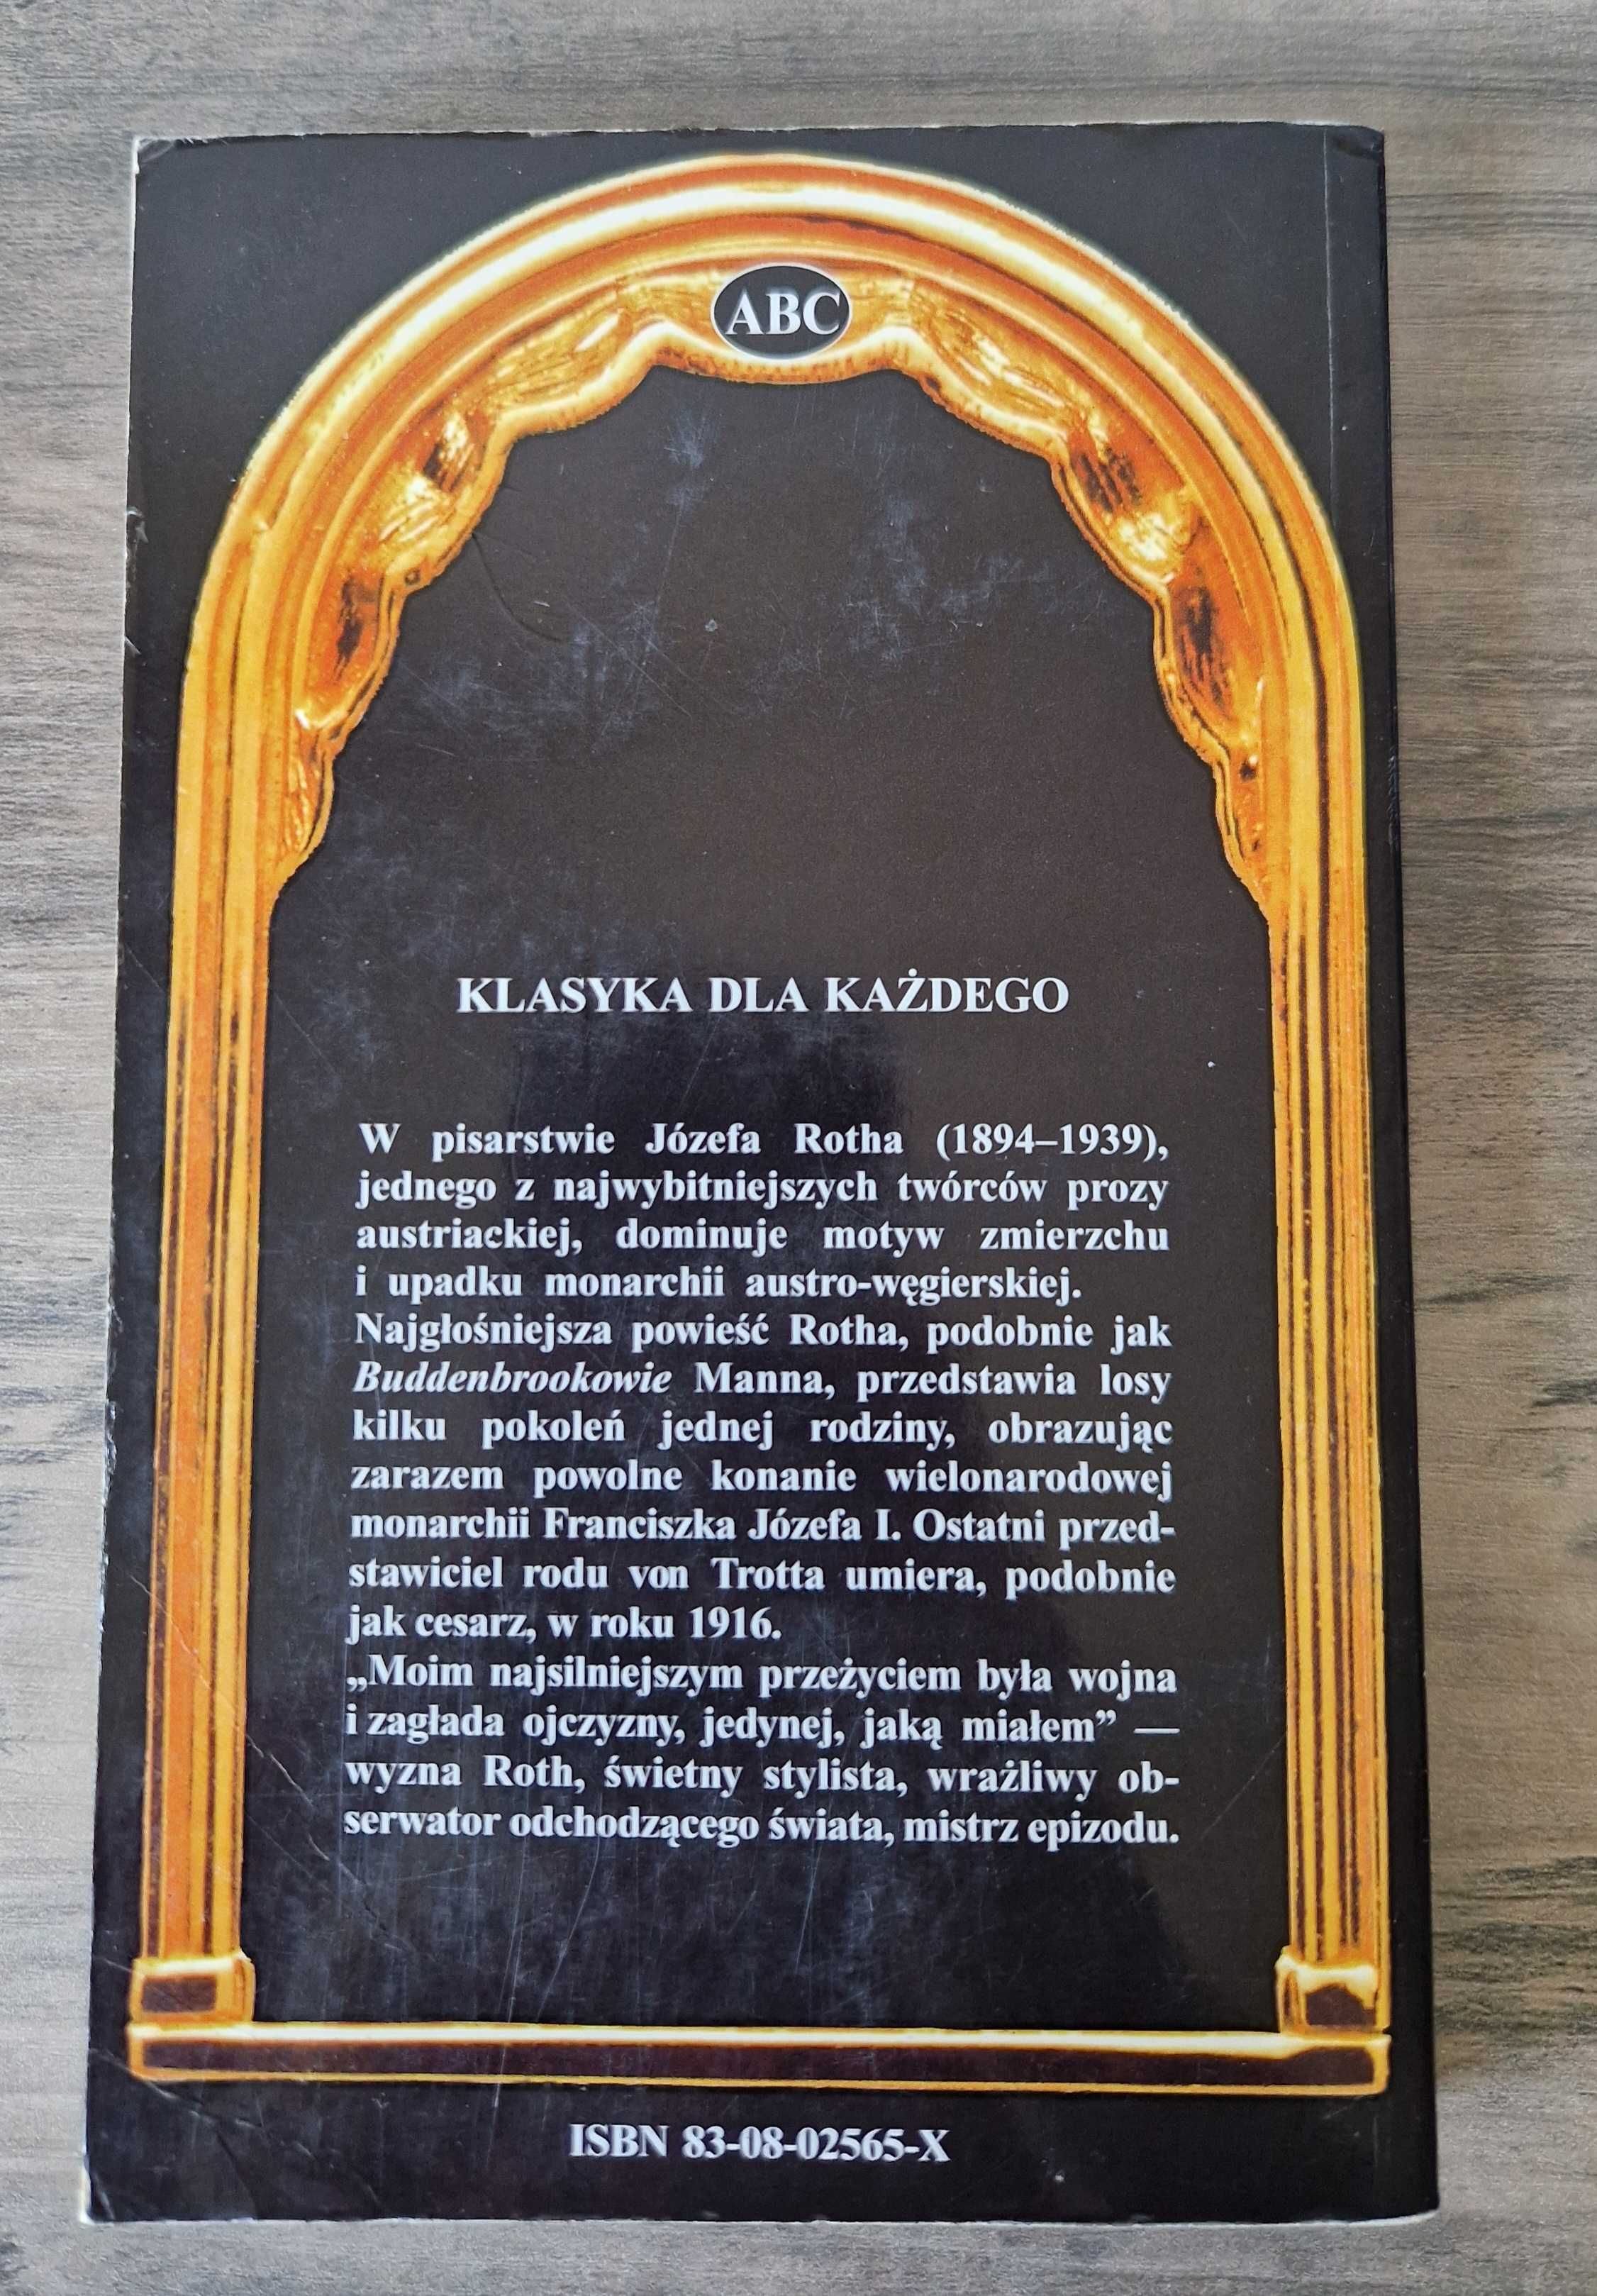 ABC
KLASYKA DLA KAŻDEGO
W pisarstwie Józefa Rotha (1894–1939),
jednego z najwybitniejszych twórców prozy
austriackiej, dominuje motyw zmierzchu
i upadku monarchii austro-węgierskiej.
Najgłośniejsza powieść Rotha, podobnie jak
Buddenbrookowie Manna, przedstawia losy
kilku pokoleń jednej rodziny, obrazując
zarazem powolne konanie wielonarodowej
monarchii Franciszka Józefa I. Ostatni przed-
stawiciel rodu von Trotta umiera, podobnie
jak cesarz, w roku 1916.
„Moim najsilniejszym przeżyciem była wojna
i zagłada ojczyzny, jedynej, jaką miałem” —
wyzna Roth, świetny stylista, wrażliwy ob-
serwator odchodzącego świata, mistrz epizodu.
ISBN 83-08-02565-X